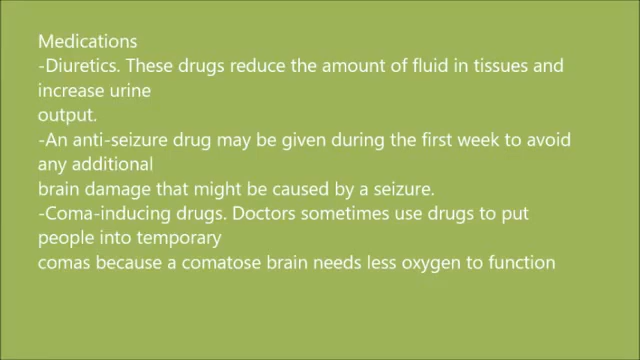 Medications
-Diuretics. These drugs reduce the amount of fluid in tissues and
increase urine
output.
-An anti-seizure drug may be given during the first week to avoid
any additional
brain damage that might be caused by a seizure.
-Coma-inducing drugs. Doctors sometimes use drugs to put
people into temporary
comas because a comatose brain needs less oxygen to function